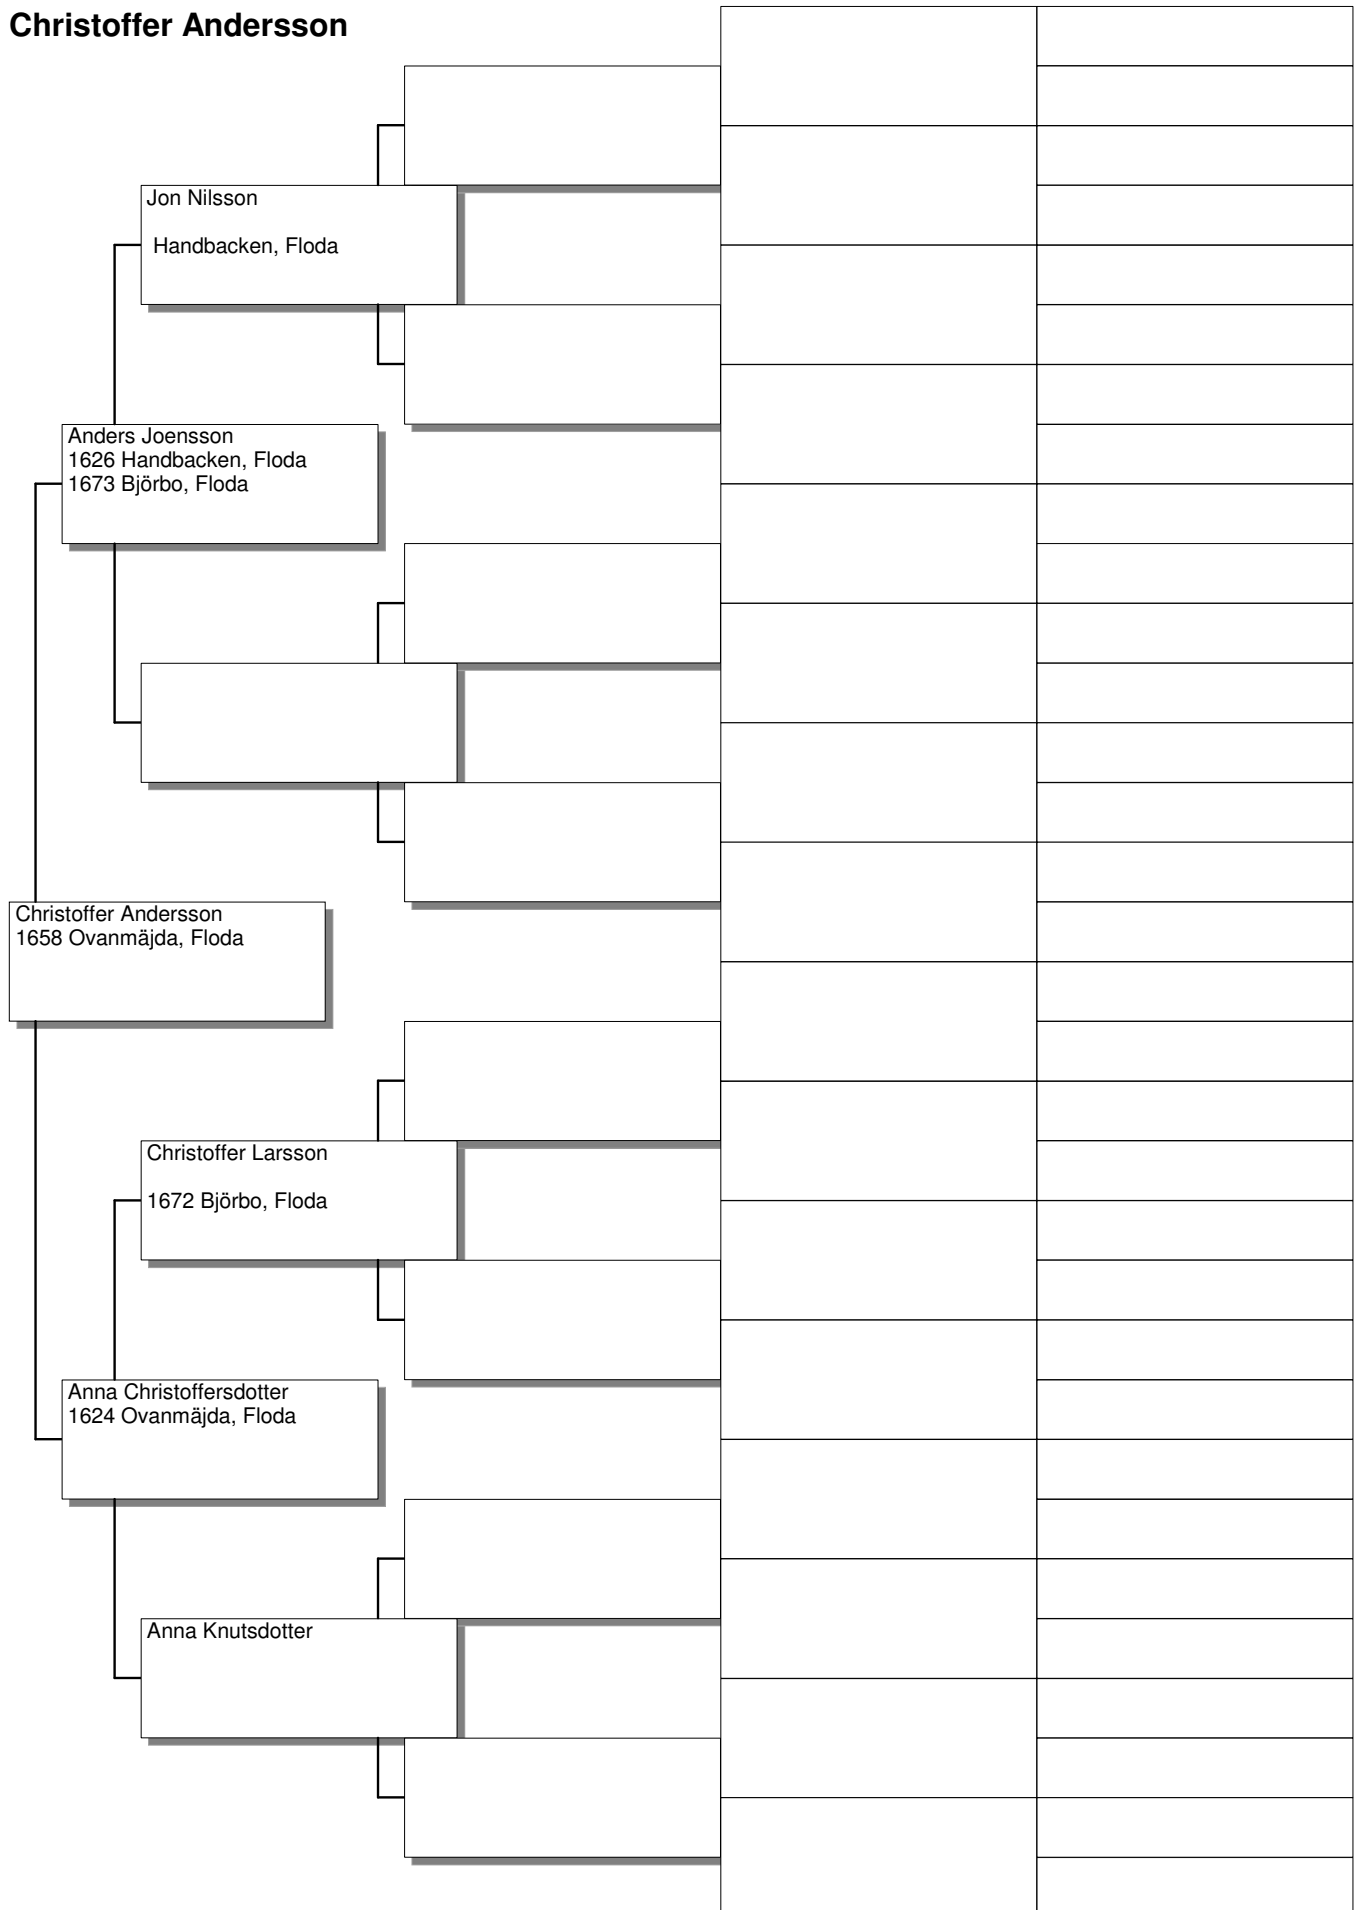 Christoffer Andersson
Jon Nilsson
Handbacken, Floda
Anders Joensson
1626 Handbacken, Floda
1673 Björbo, Floda
Christoffer Andersson
1658 Ovanmäjda, Floda
Christoffer Larsson
1672 Björbo, Floda
Anna Christoffersdotter
1624 Ovanmäjda, Floda
Anna Knutsdotter